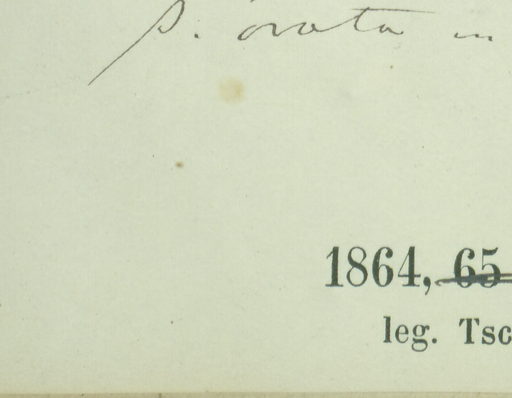 β. ovata m
1864, 65
leg. Tsc